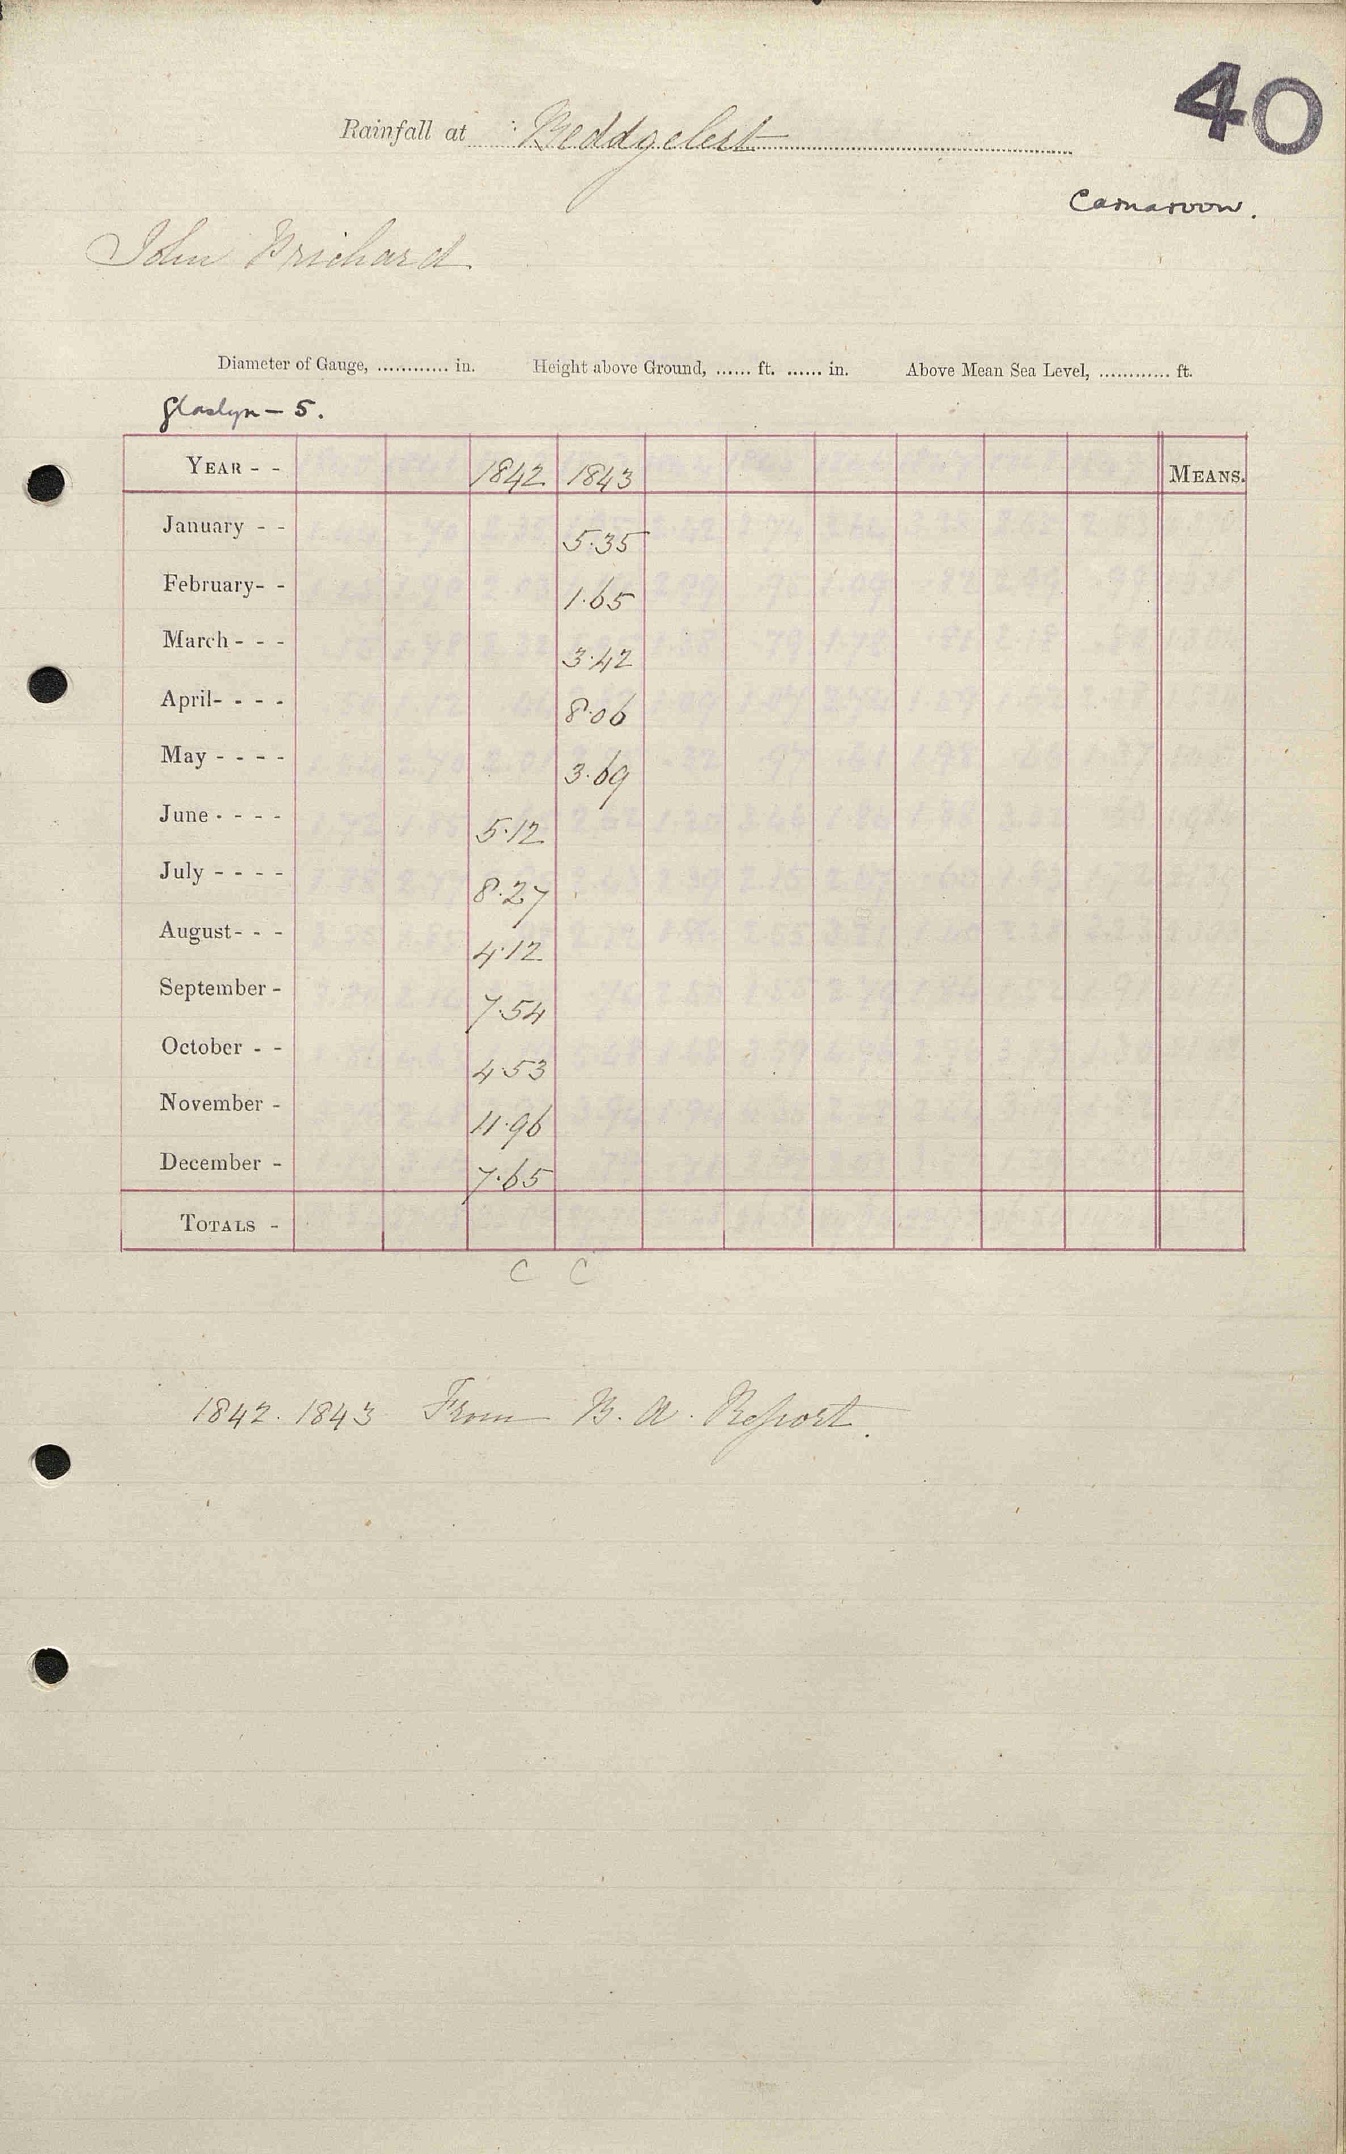 40
Rainfall at Beddgelert
Carnarvon.
John Prichard
Diameter of Gauge, ............ in. Height above Ground, ...... ft. ...... in. Above Mean Sea Level, ............ ft.
Glaslyn — 5.
YEAR - - 1842 1843 MEANS.
January - - 5.35
February - - 1.65
March - - - 3.42
April - - - - 8.06
May - - - - 3.69
June - - - - 5.12
July - - - - 8.27
August - - - 4.12
September - 7.54
October - - 4.53
November - 11.96
December - 7.65
TOTALS -
C C
1842. 1843 From B. A. Report.